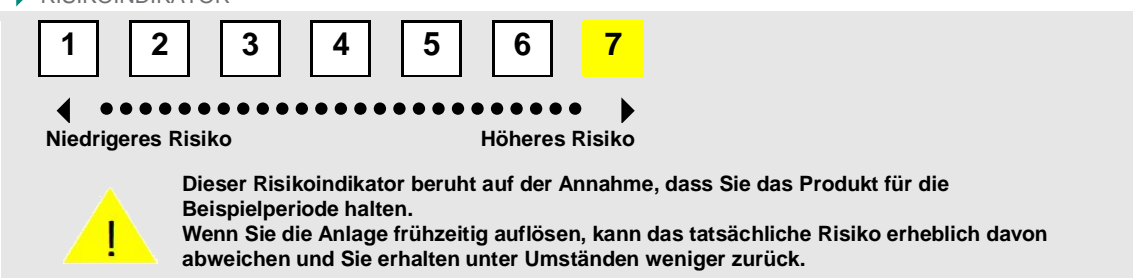 RISIKOINDIKATOR
1 2 3 4 5 6 7
Niedrigeres Risiko Höheres Risiko
Dieser Risikoindikator beruht auf der Annahme, dass Sie das Produkt für die
Beispielperiode halten.
! Wenn Sie die Anlage frühzeitig auflösen, kann das tatsächliche Risiko erheblich davon
abweichen und Sie erhalten unter Umständen weniger zurück.